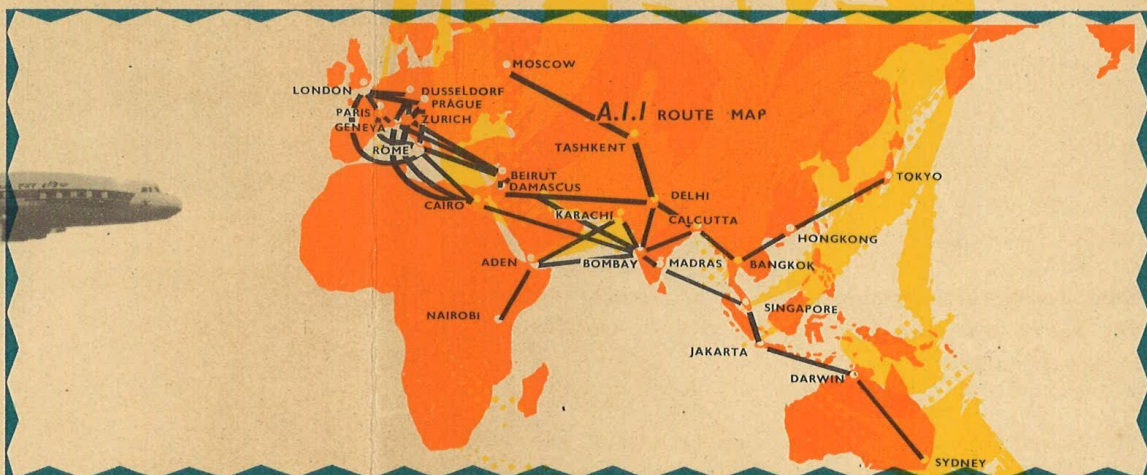 MOSCOW
LONDON
DUSSELDORF
PRAGUE
PARIS
ZURICH
GENEVA
A.I.I ROUTE MAP
TASHKENT
ROME
BEIRUT
DAMASCUS
TOKYO
DELHI
CAIRO
KARACHI
CALCUTTA
HONGKONG
ADEN
BOMBAY
MADRAS
BANGKOK
SINGAPORE
NAIROBI
JAKARTA
DARWIN
SYDNEY